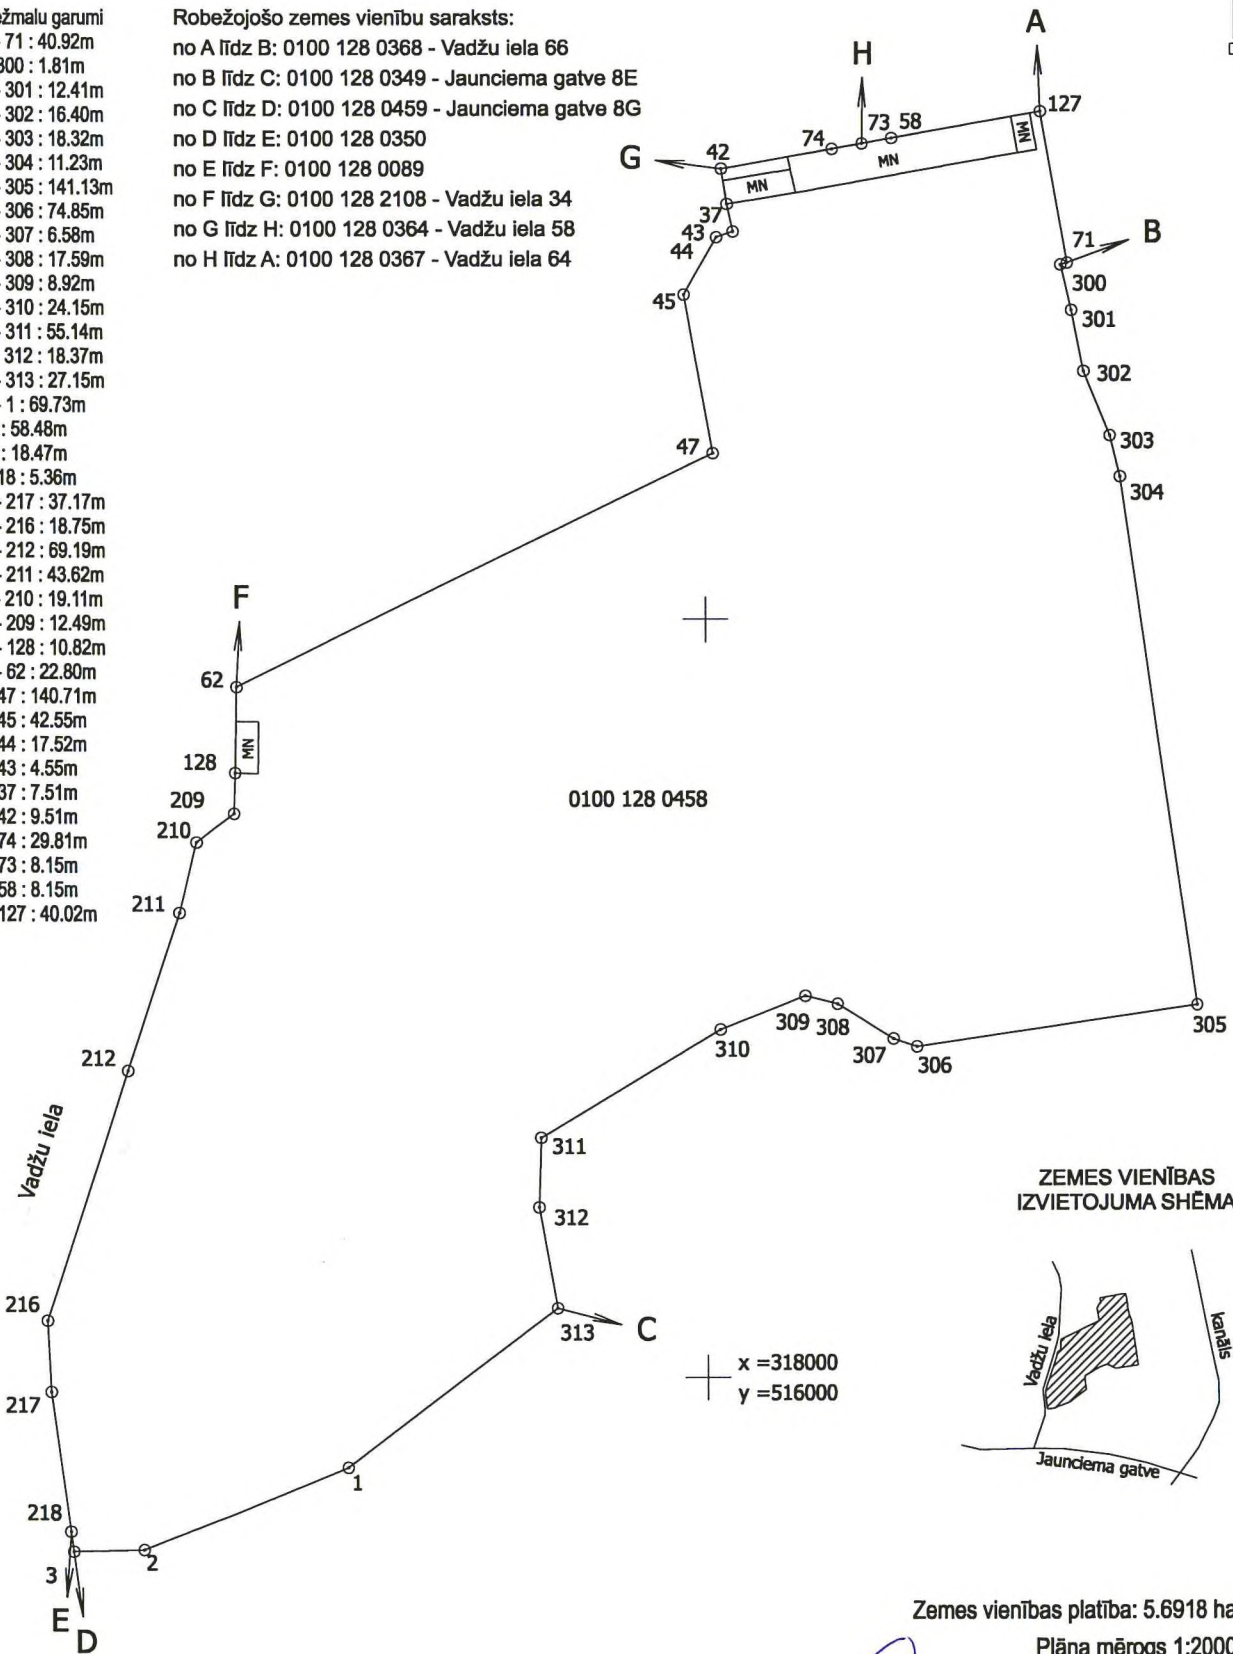 žmalu garumi
71 : 40.92m
300 : 1.81m
- 301 : 12.41m
- 302 : 16.40m
- 303 : 18.32m
- 304 : 11.23m
- 305 : 141.13m
- 306 : 74.85m
- 307 : 6.58m
- 308 : 17.59m
- 309 : 8.92m
- 310 : 24.15m
- 311 : 55.14m
- 312 : 18.37m
- 313 : 27.15m
- 1 : 69.73m
: 58.48m
: 18.47m
18 : 5.36m
- 217 : 37.17m
- 216 : 18.75m
- 212 : 69.19m
- 211 : 43.62m
- 210 : 19.11m
- 209 : 12.49m
- 128 : 10.82m
- 62 : 22.80m
47 : 140.71m
45 : 42.55m
44 : 17.52m
43 : 4.55m
37 : 7.51m
42 : 9.51m
74 : 29.81m
73 : 8.15m
58 : 8.15m
127 : 40.02m
Robežojošo zemes vienību saraksts:
no A līdz B: 0100 128 0368 - Vadžu iela 66
no B līdz C: 0100 128 0349 - Jaunciema gatve 8E
no C līdz D: 0100 128 0459 - Jaunciema gatve 8G
no D līdz E: 0100 128 0350
no E līdz F: 0100 128 0089
no F līdz G: 0100 128 2108 - Vadžu iela 34
no G līdz H: 0100 128 0364 - Vadžu iela 58
no H līdz A: 0100 128 0367 - Vadžu iela 64
A
H
127
73 58
74
42
G
MN
MN
MN
37
43
44
71
B
300
45
301
302
303
47
304
F
62
MN
128
209
210
0100 128 0458
211
305
309 308
307
306
310
212
Vadžu iela
311
312
216
313
C
217
x =318000
y =516000
1
218
2
3
E
D
ZEMES VIENĪBAS
IZVIETOJUMA SHĒMA
Vadžu iela
kanāls
Jaunciema gatve
Zemes vienības platība: 5.6918 ha
Plāna mērogs 1:2000